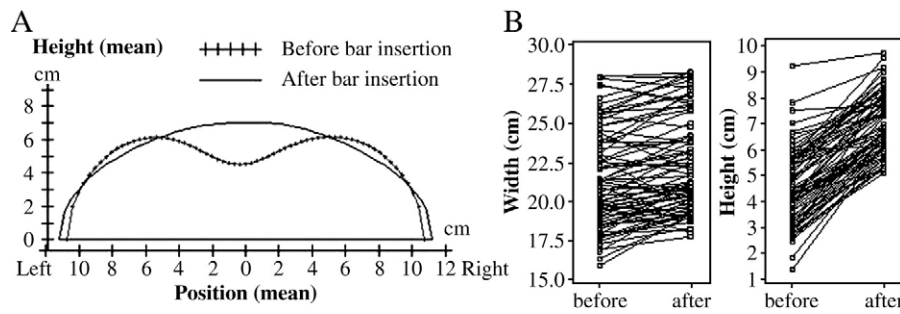 A
Height (mean)
Before bar insertion
After bar insertion
cm
8
6
4
2
0
cm
Left 10 8 6 4 2 0 2 4 6 8 10 12 Right
Position (mean)
B
Width (cm)
30.0
27.5
25.0
22.5
20.0
17.5
15.0
before after
Height (cm)
10
9
8
7
6
5
4
3
2
1
before after